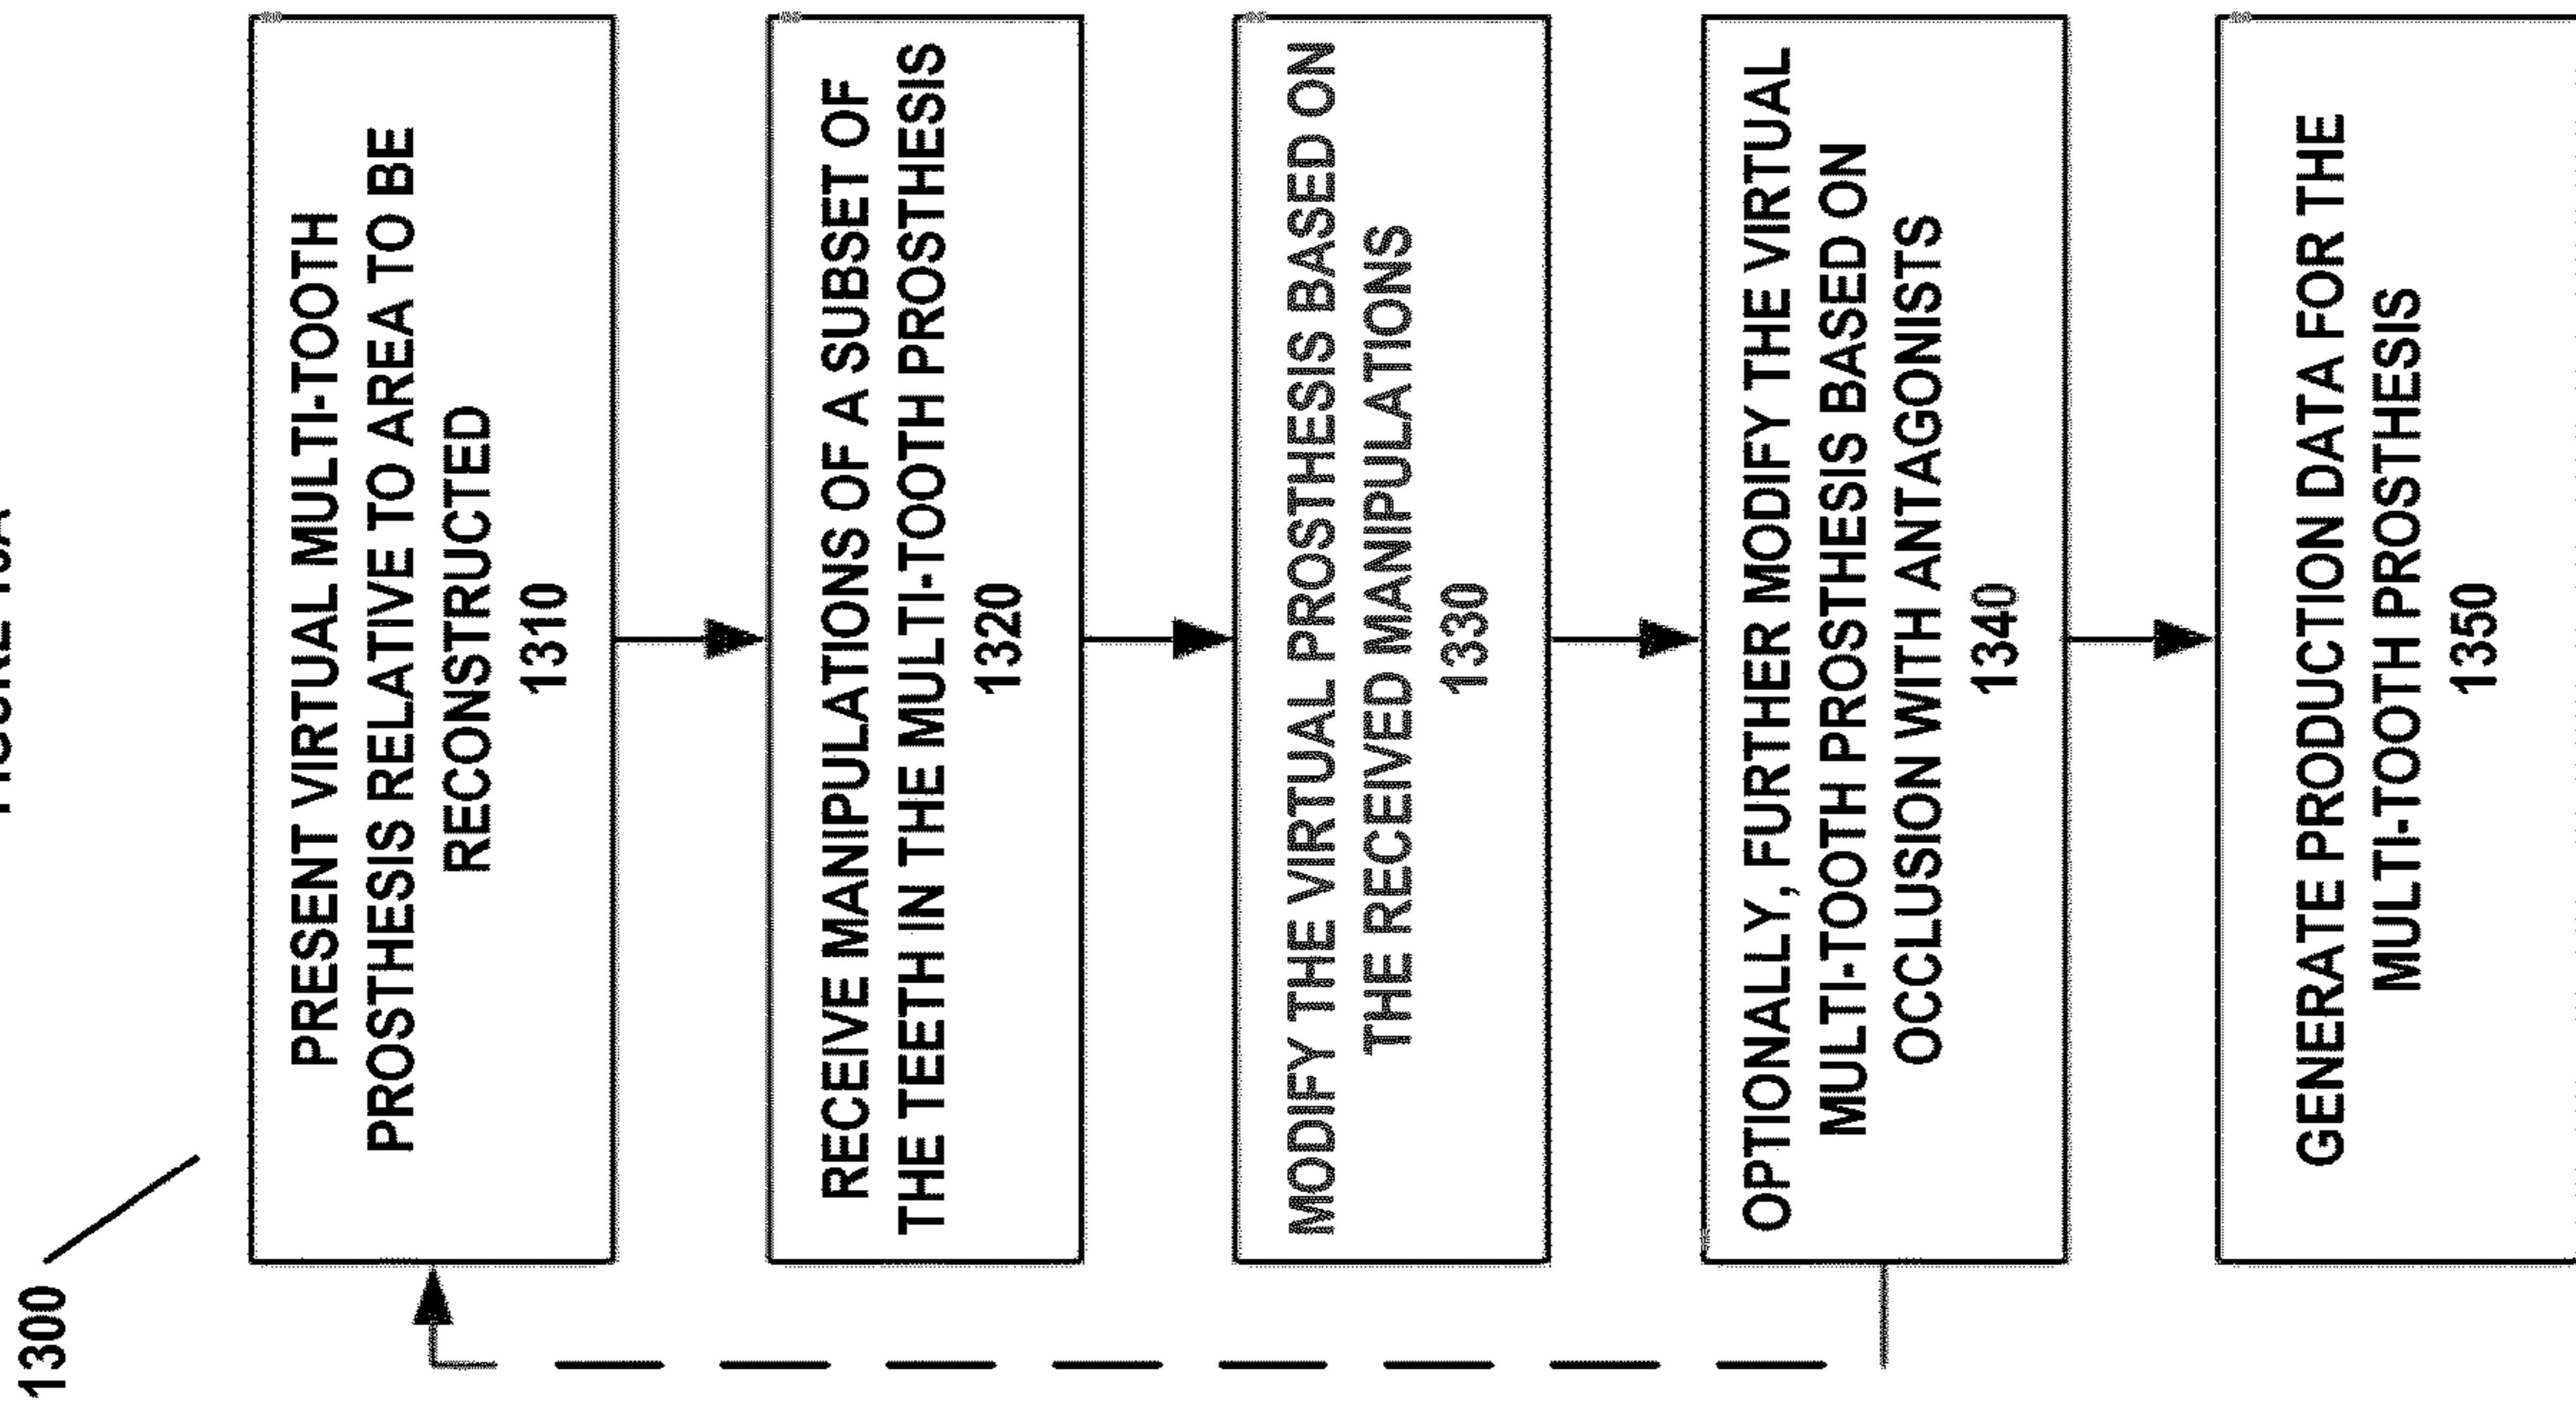 1300
PRESENT VIRTUAL MULTI-TOOTH
PROSTHESIS RELATIVE TO AREA TO BE
RECONSTRUCTED
1310
RECEIVE MANIPULATIONS OF A SUBSET OF
THE TEETH IN THE MULTI-TOOTH PROSTHESIS
1320
MODIFY THE VIRTUAL PROSTHESIS BASED ON
THE RECEIVED MANIPULATIONS
1330
OPTIONALLY, FURTHER MODIFY THE VIRTUAL
MULTI-TOOTH PROSTHESIS BASED ON
OCCLUSION WITH ANTAGONISTS
1340
GENERATE PRODUCTION DATA FOR THE
MULTI-TOOTH PROSTHESIS
1350